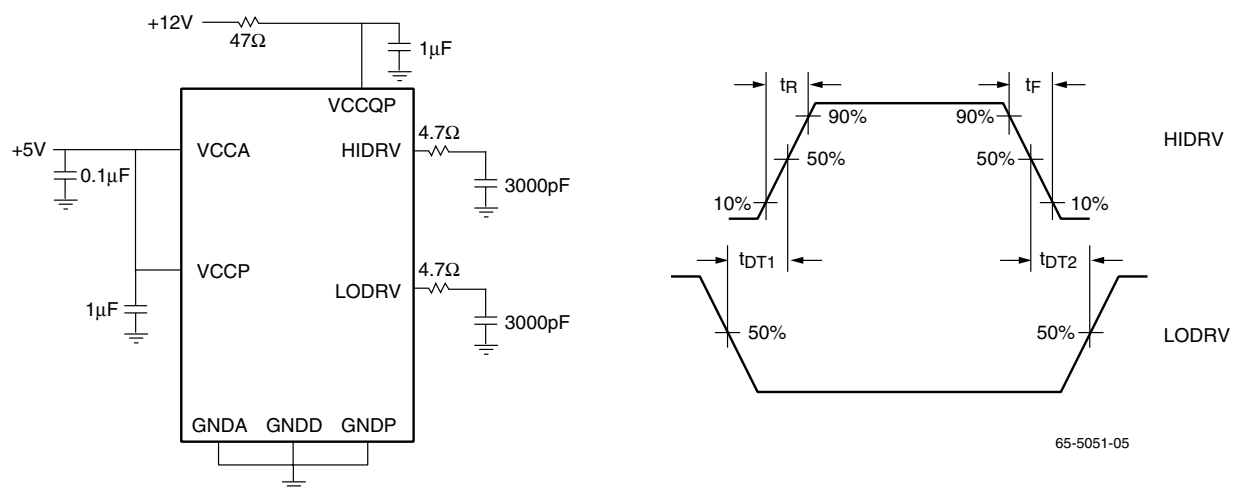 +12V
47Ω
1μF
VCCQP
4.7Ω
+5V
VCCA
HIDRV
0.1μF
3000pF
VCCP
4.7Ω
LODRV
1μF
3000pF
GNDA GNDD GNDP
tR
tF
90%
90%
HIDRV
50%
50%
10%
10%
tDT1
tDT2
50%
50%
LODRV
65-5051-05